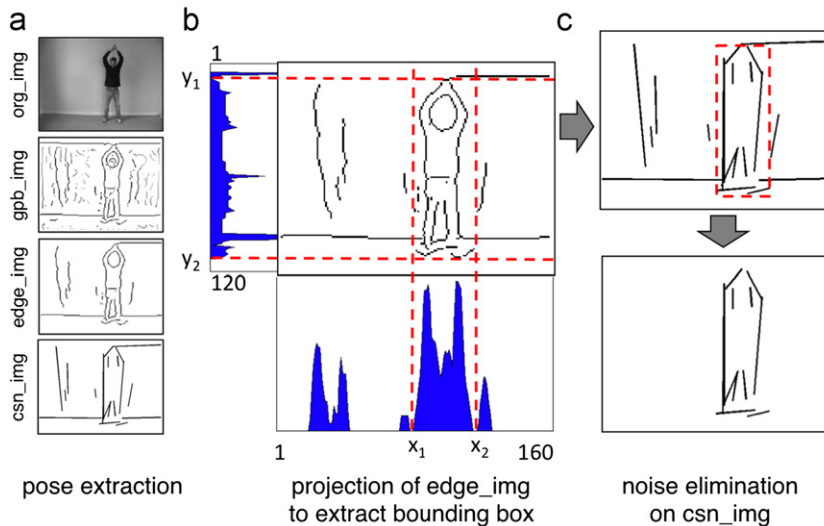 a
org_img
gpb_img
edge_img
csn_img
pose extraction
b
1
y1
y2
120
1
x1
x2
160
projection of edge_img
to extract bounding box
c
noise elimination
on csn_img